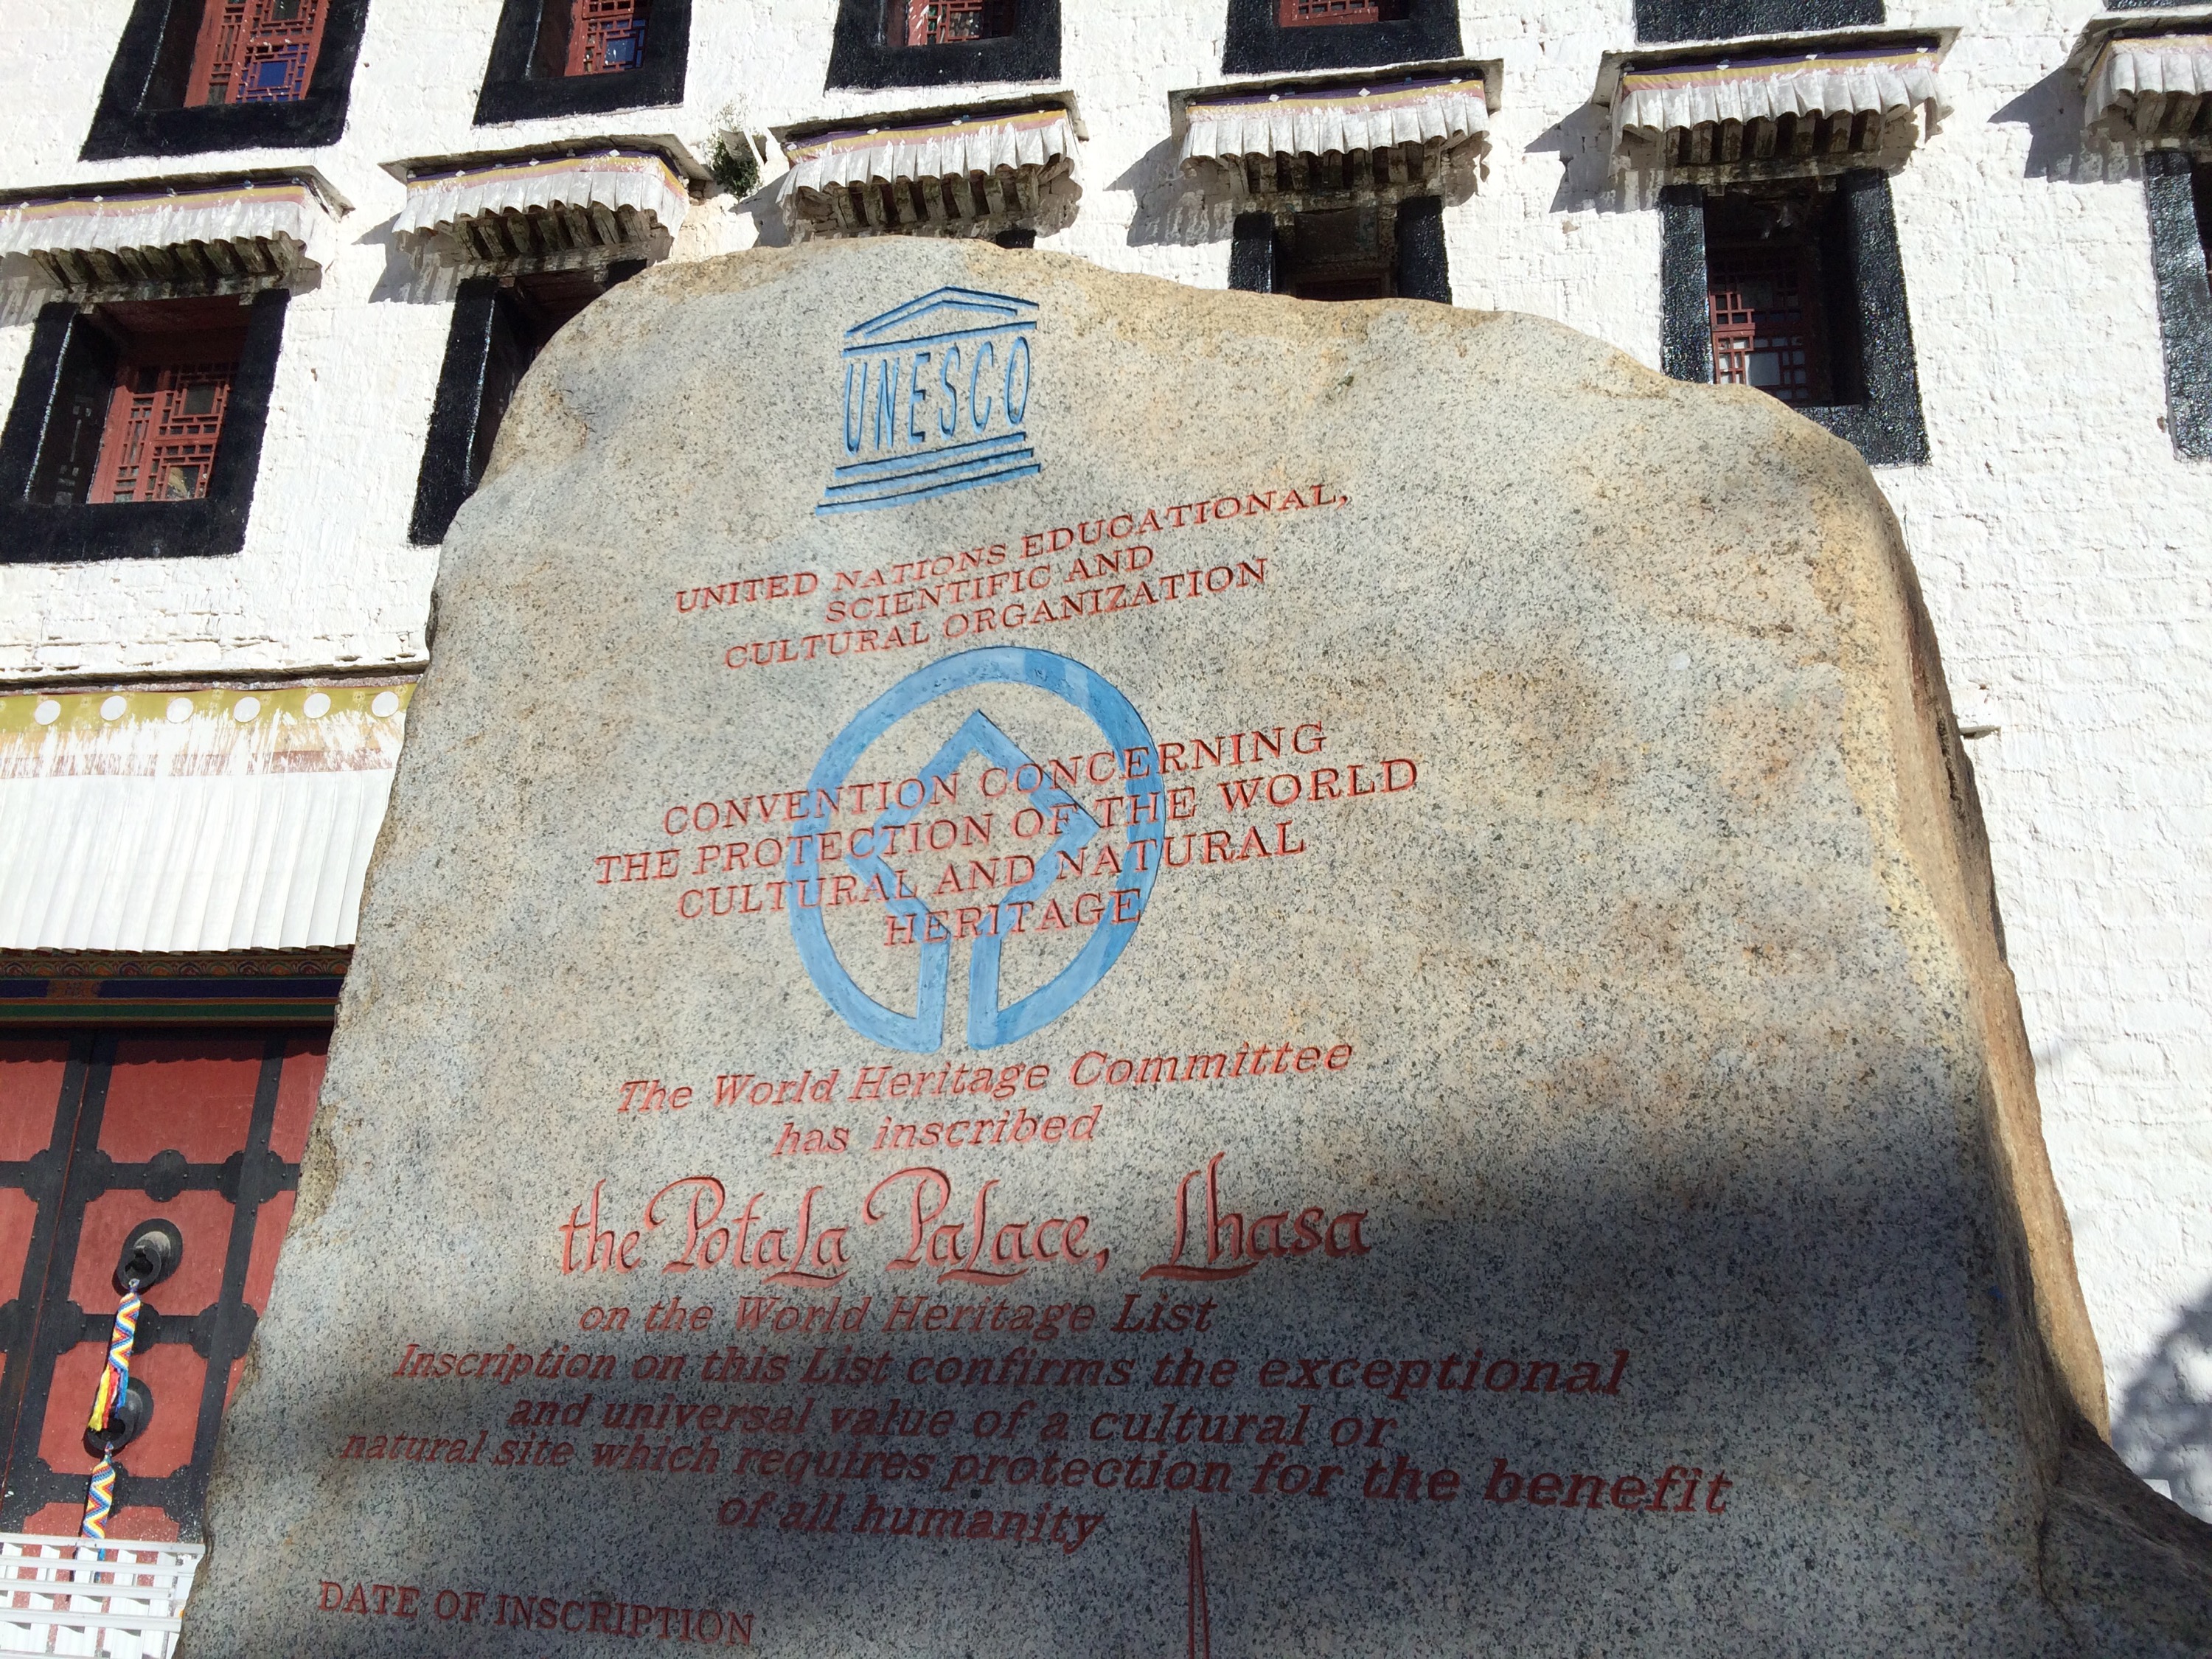 UNESCO
UNITED NATIONS EDUCATIONAL,
SCIENTIFIC AND
CULTURAL ORGANIZATION
CONVENTION CONCERNING
THE PROTECTION OF THE WORLD
CULTURAL AND NATURAL
HERITAGE
The World Heritage Committee
has inscribed
the Potala Palace, Lhasa
on the World Heritage List
Inscription on this List confirms the exceptional
and universal value of a cultural or
natural site which requires protection for the benefit
of all humanity
DATE OF INSCRIPTION